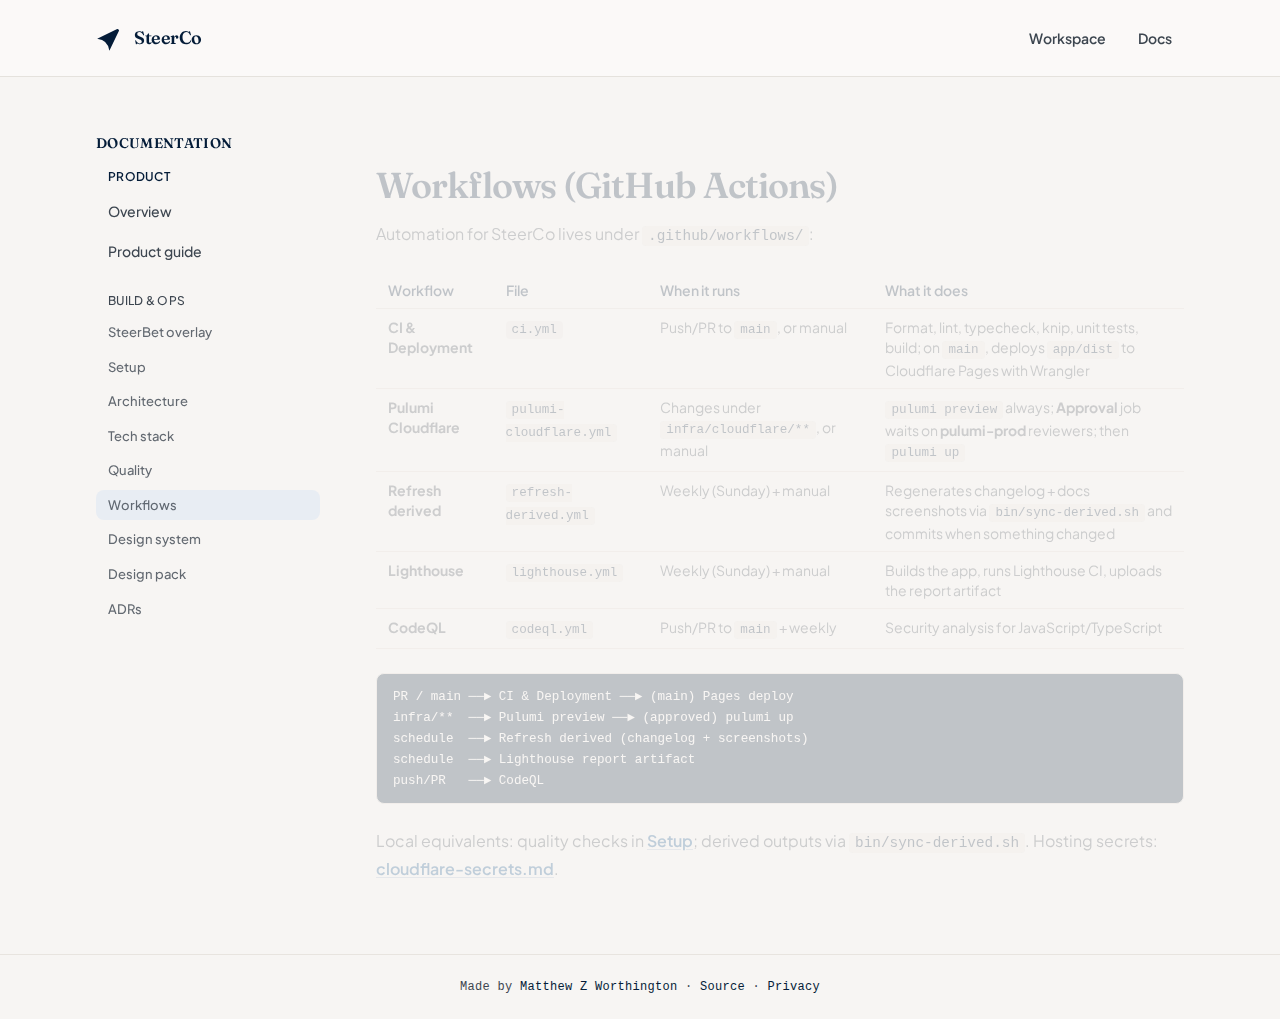 SteerCo
Workspace
Docs
DOCUMENTATION
PRODUCT
Overview
Product guide
BUILD & OPS
SteerBet overlay
Setup
Architecture
Tech stack
Quality
Workflows
Design system
Design pack
ADRs
Workflows (GitHub Actions)
Automation for SteerCo lives under .github/workflows/ :
Workflow File When it runs What it does
CI & Deployment ci.yml Push/PR to main , or manual Format, lint, typecheck, knip, unit tests, build; on main , deploys app/dist to Cloudflare Pages with Wrangler
Pulumi Cloudflare pulumi-cloudflare.yml Changes under infra/cloudflare/** , or manual pulumi preview always; Approval job waits on pulumi-prod reviewers; then pulumi up
Refresh derived refresh-derived.yml Weekly (Sunday) + manual Regenerates changelog + docs screenshots via bin/sync-derived.sh and commits when something changed
Lighthouse lighthouse.yml Weekly (Sunday) + manual Builds the app, runs Lighthouse CI, uploads the report artifact
CodeQL codeql.yml Push/PR to main + weekly Security analysis for JavaScript/TypeScript
PR / main ──▶ CI & Deployment ──▶ (main) Pages deploy
infra/** ──▶ Pulumi preview ──▶ (approved) pulumi up
schedule ──▶ Refresh derived (changelog + screenshots)
schedule ──▶ Lighthouse report artifact
push/PR ──▶ CodeQL
Local equivalents: quality checks in Setup; derived outputs via bin/sync-derived.sh . Hosting secrets:
cloudflare-secrets.md.
Made by Matthew Z Worthington · Source · Privacy